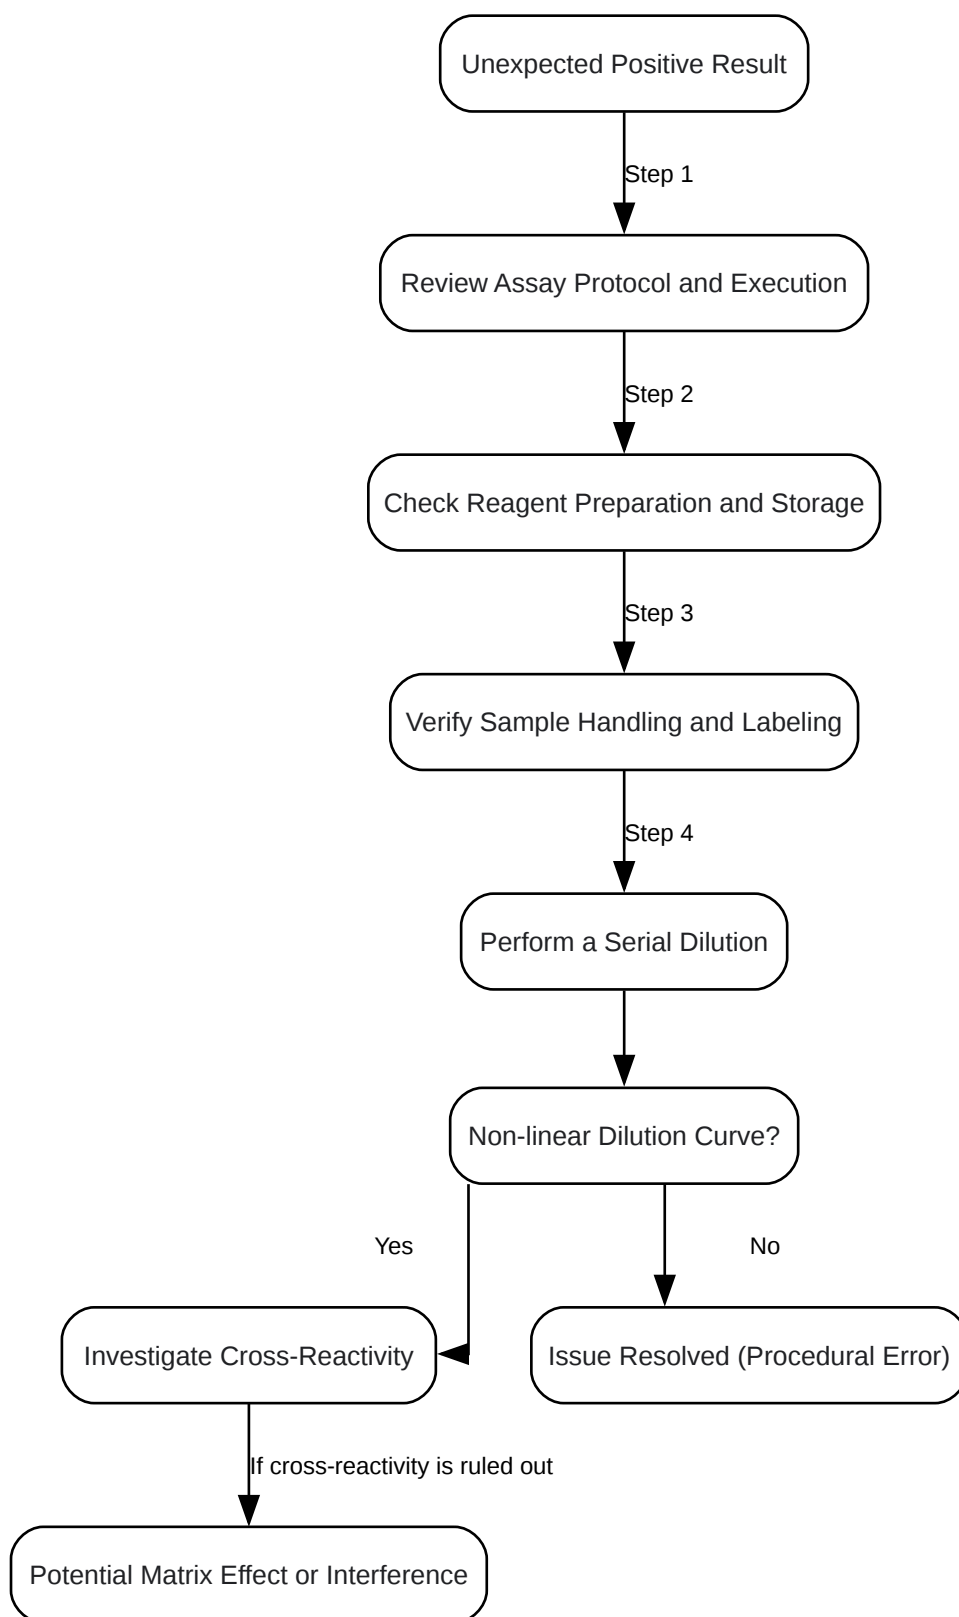 Unexpected Positive Result
Step 1
Review Assay Protocol and Execution
Step 2
Check Reagent Preparation and Storage
Step 3
Verify Sample Handling and Labeling
Step 4
Perform a Serial Dilution
Non-linear Dilution Curve?
Yes
No
Investigate Cross-Reactivity
Issue Resolved (Procedural Error)
If cross-reactivity is ruled out
Potential Matrix Effect or Interference